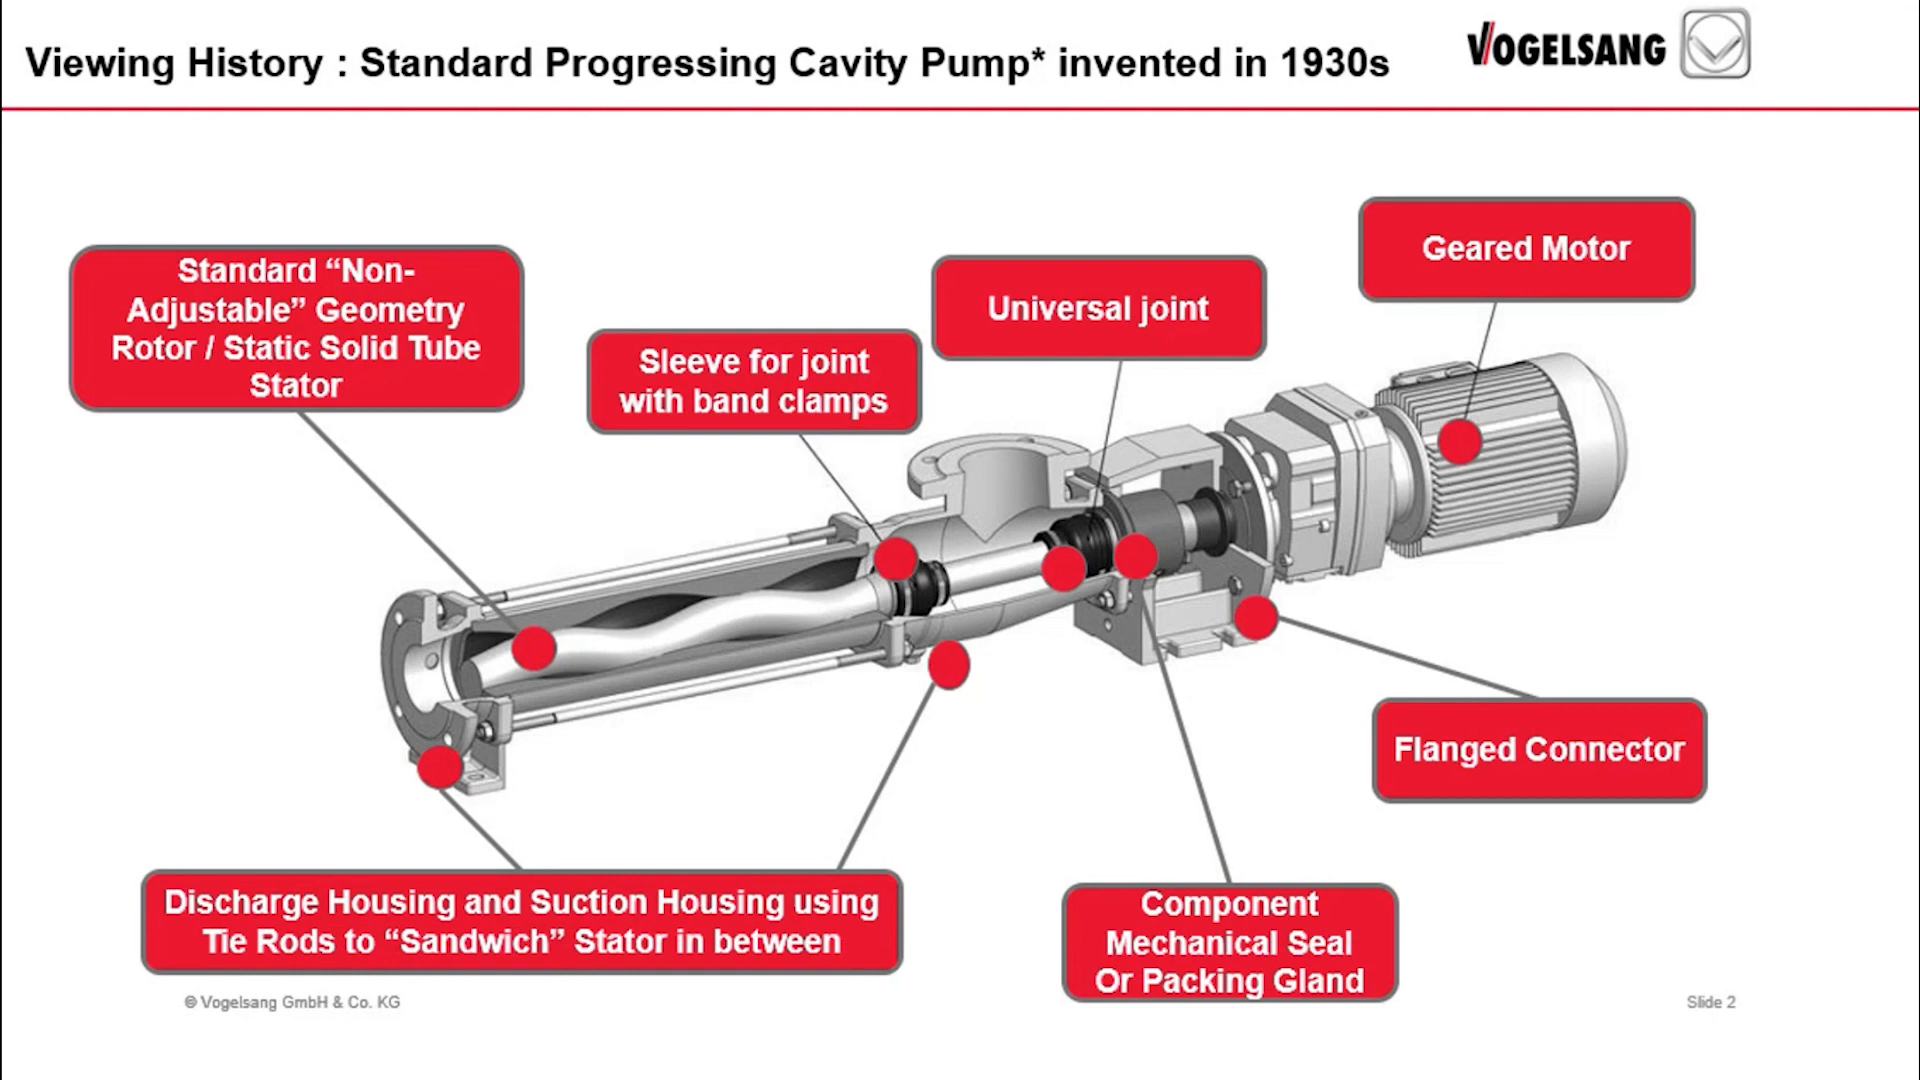 Viewing History : Standard Progressing Cavity Pump* invented in 1930s
VOGELSANG
Geared Motor
Standard “Non-
Adjustable” Geometry
Rotor / Static Solid Tube
Stator
Universal joint
Sleeve for joint
with band clamps
Flanged Connector
Discharge Housing and Suction Housing using
Tie Rods to “Sandwich” Stator in between
Component
Mechanical Seal
Or Packing Gland
© Vogelsang GmbH & Co. KG
Slide 2